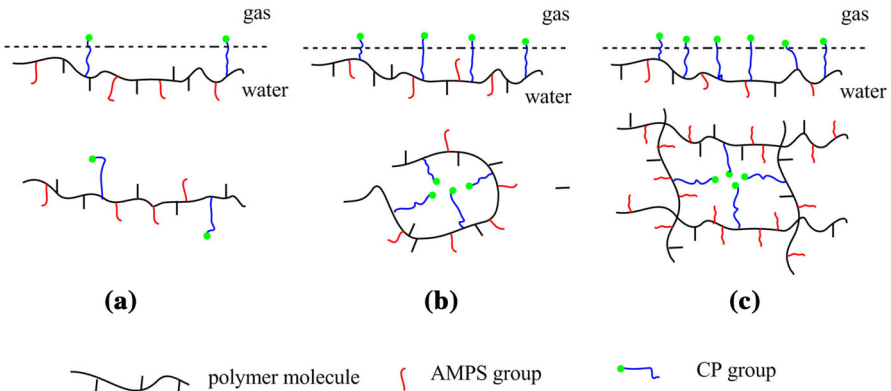 gas
water
gas
water
gas
water
(a)
(b)
(c)
polymer molecule
AMPS group
CP group